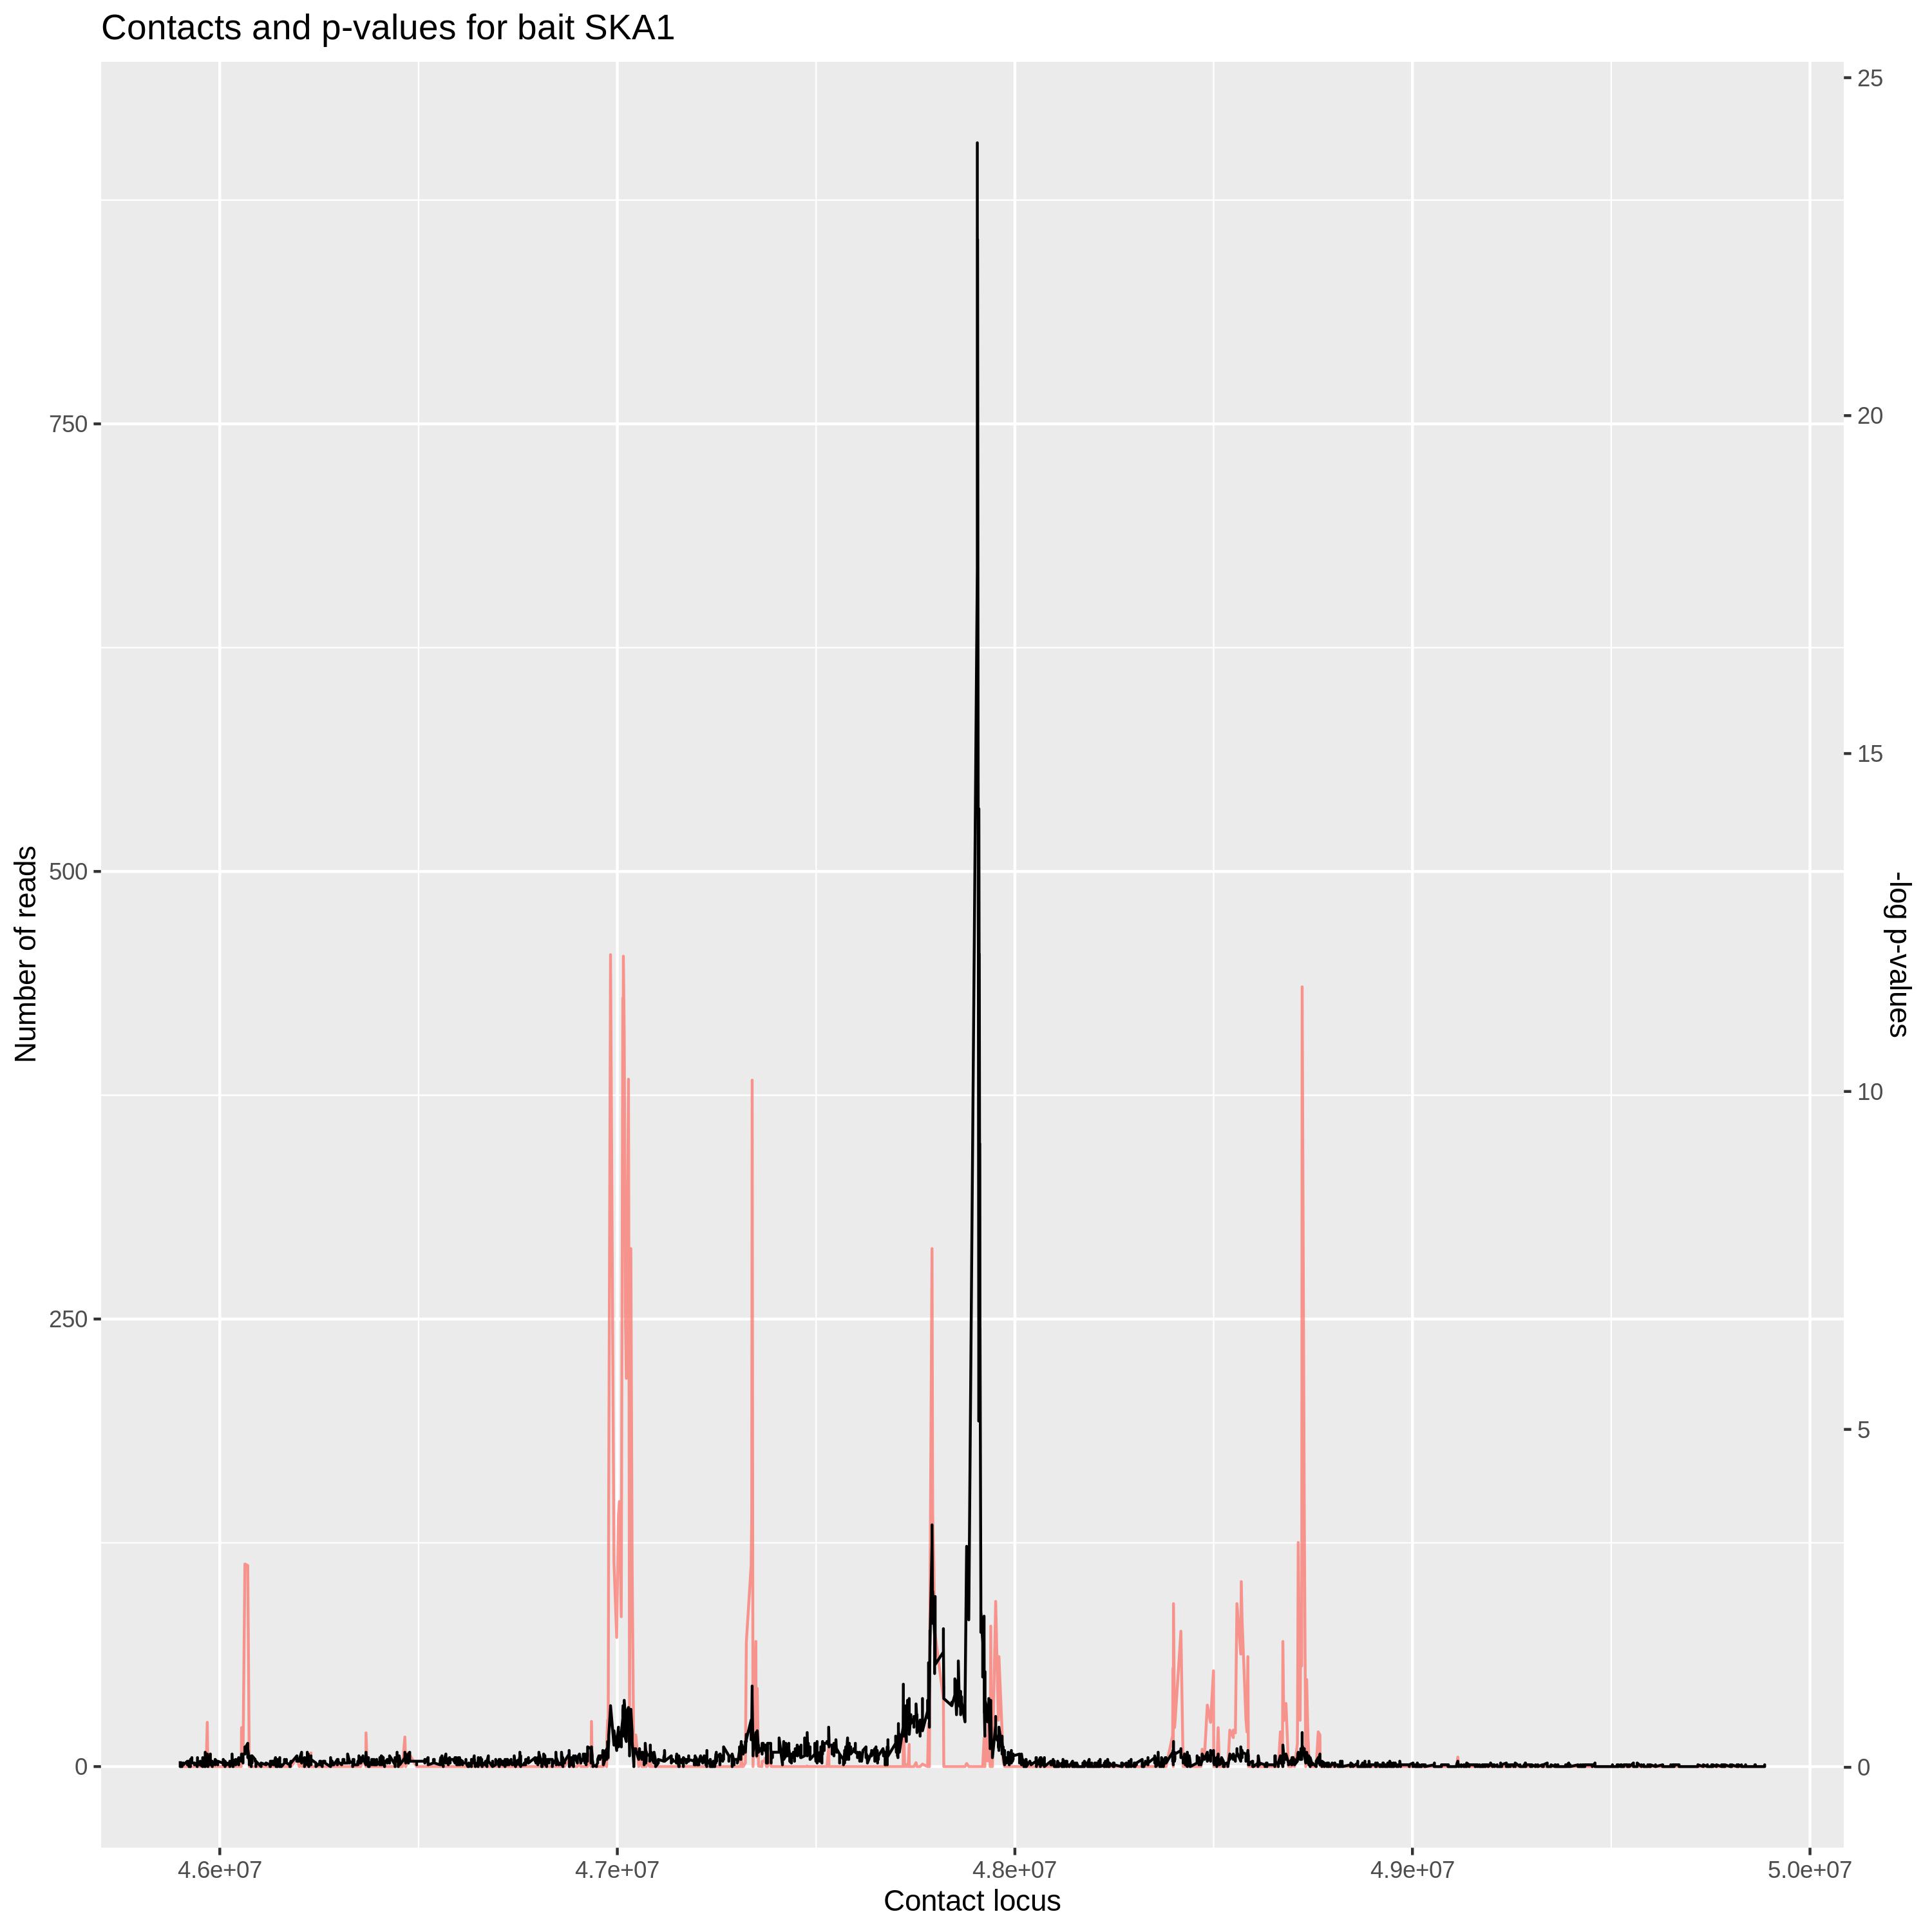 Contacts and p-values for bait SKA1
Number of reads
750
500
250
0
25
20
15
10
5
0
-log p-values
4.6e+07
4.7e+07
4.8e+07
4.9e+07
5.0e+07
Contact locus